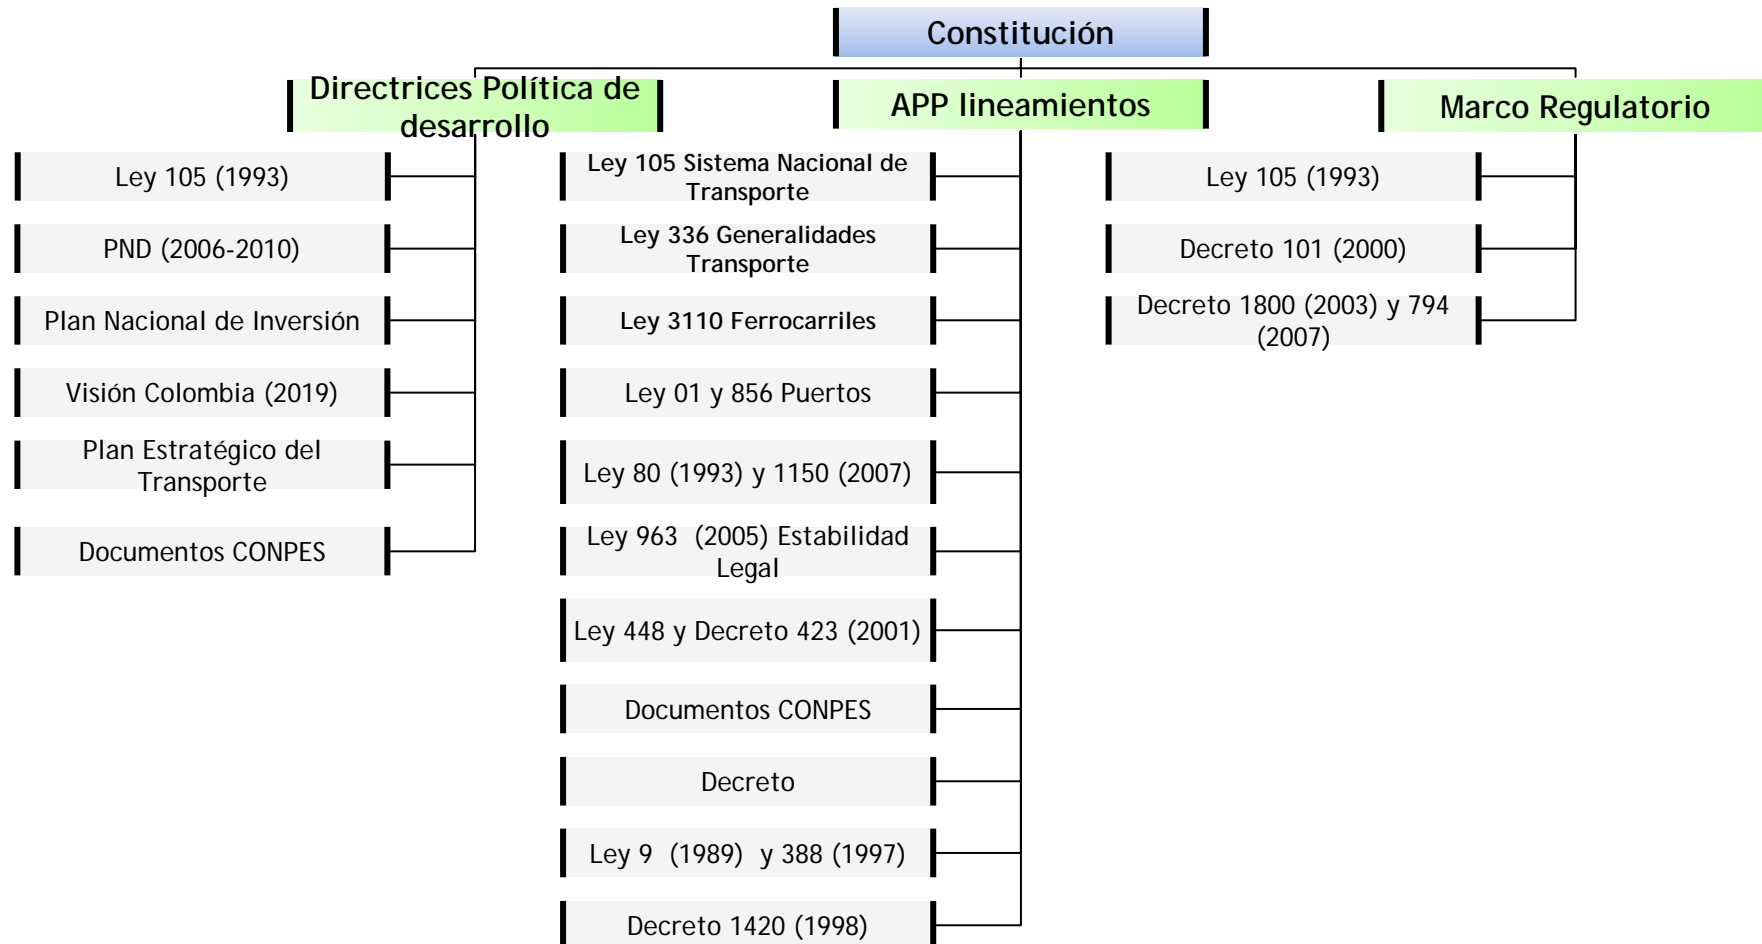 Constitución
Directrices Política de
desarrollo
APP lineamientos
Marco Regulatorio
Ley 105 (1993)
PND (2006-2010)
Plan Nacional de Inversión
Visión Colombia (2019)
Plan Estratégico del
Transporte
Documentos CONPES
Ley 105 Sistema Nacional de
Transporte
Ley 336 Generalidades
Transporte
Ley 3110 Ferrocarriles
Ley 01 y 856 Puertos
Ley 80 (1993) y 1150 (2007)
Ley 963 (2005) Estabilidad
Legal
Ley 448 y Decreto 423 (2001)
Documentos CONPES
Decreto
Ley 9 (1989) y 388 (1997)
Decreto 1420 (1998)
Ley 105 (1993)
Decreto 101 (2000)
Decreto 1800 (2003) y 794
(2007)